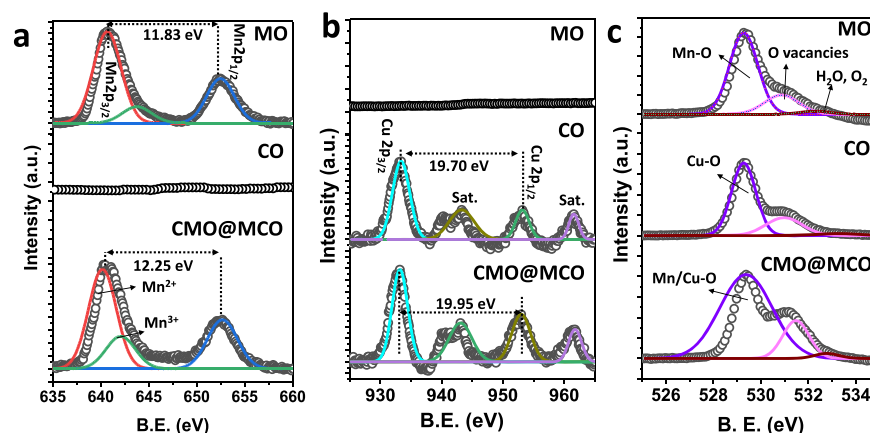 a
MO
11.83 eV
Mn2p3/2
Mn2p1/2
CO
CMO@MCO
12.25 eV
Mn2+
Mn3+
Intensity (a.u.)
635 640 645 650 655 660
B.E. (eV)
b
MO
CO
Cu 2p3/2
19.70 eV
Cu 2p1/2
Sat.
Sat.
CMO@MCO
19.95 eV
Intensity (a.u.)
930 940 950 960
B.E. (eV)
c
MO
Mn-O
O vacancies
H2O, O2
CO
Cu-O
CMO@MCO
Mn/Cu-O
Intensity (a.u.)
526 528 530 532 534
B. E. (eV)